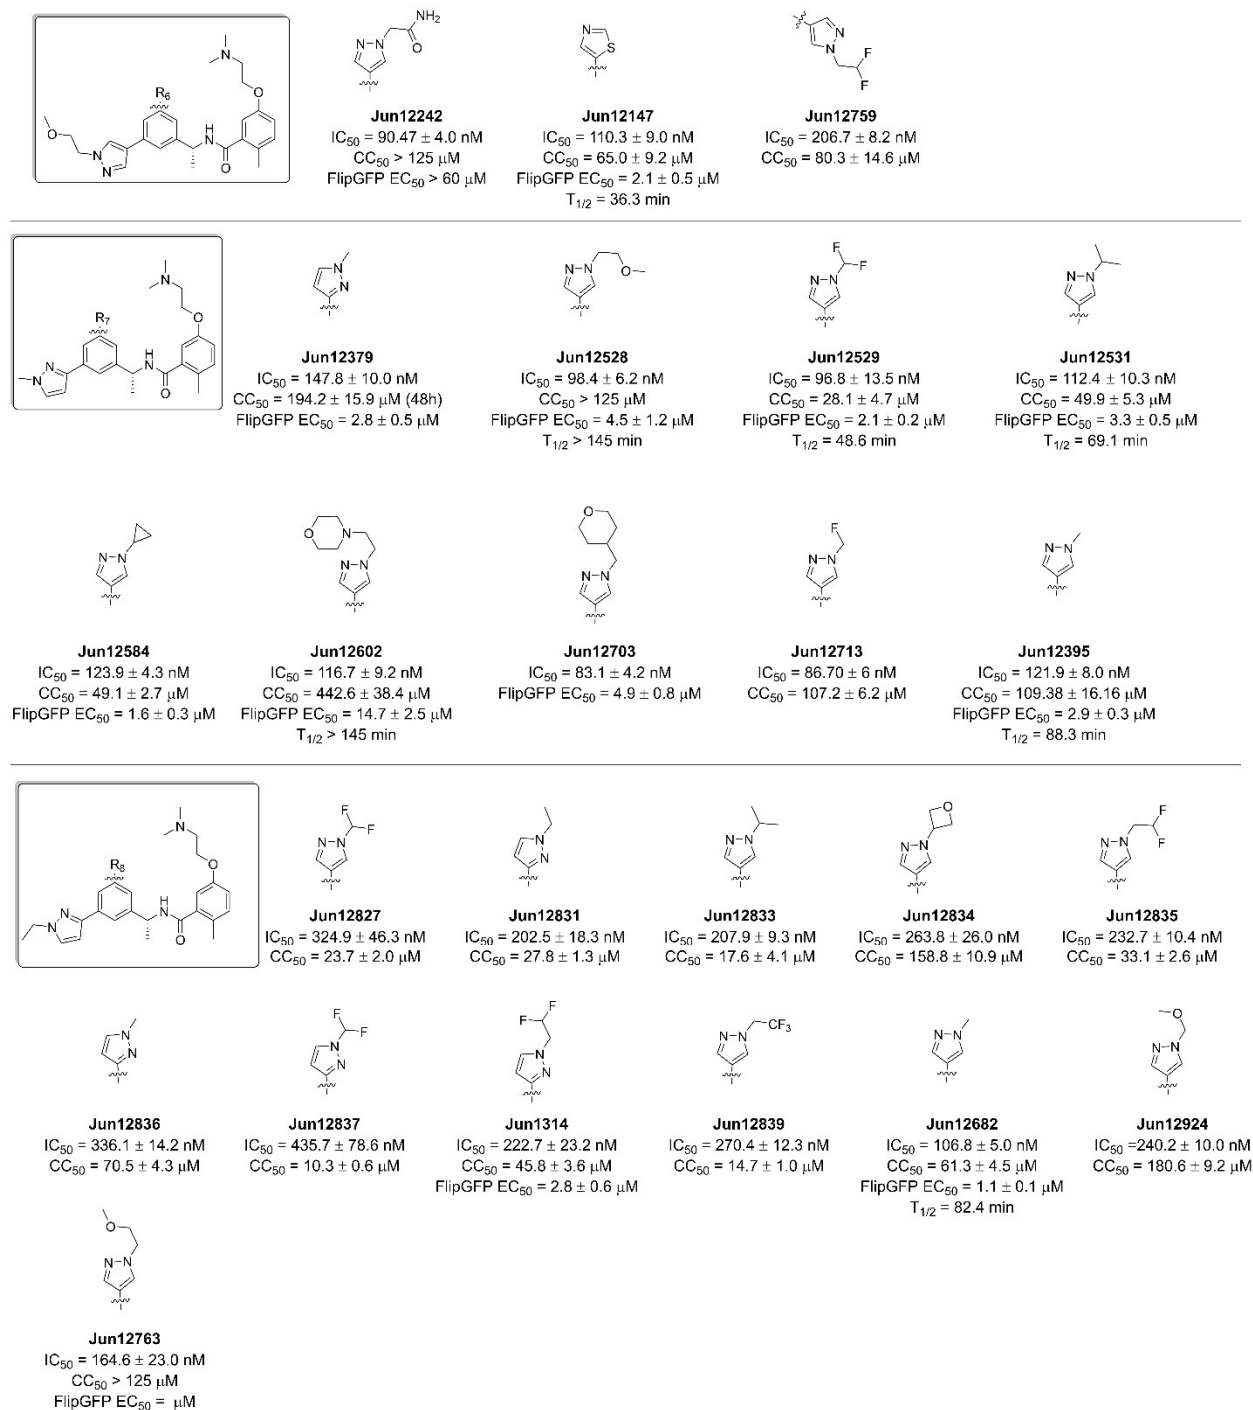 R6
N
O
H
N
O
O
N
N
NH2
O
N
N
Jun12242
IC50 = 90.47 ± 4.0 nM
CC50 > 125 μM
FlipGFP EC50 > 60 μM
N
S
Jun12147
IC50 = 110.3 ± 9.0 nM
CC50 = 65.0 ± 9.2 μM
FlipGFP EC50 = 2.1 ± 0.5 μM
T1/2 = 36.3 min
N
N
F
F
Jun12759
IC50 = 206.7 ± 8.2 nM
CC50 = 80.3 ± 14.6 μM
R7
N
O
H
N
O
N
N
N
N
Jun12379
IC50 = 147.8 ± 10.0 nM
CC50 = 194.2 ± 15.9 μM (48h)
FlipGFP EC50 = 2.8 ± 0.5 μM
N
N
O
Jun12528
IC50 = 98.4 ± 6.2 nM
CC50 > 125 μM
FlipGFP EC50 = 4.5 ± 1.2 μM
T1/2 > 145 min
F
F
N
N
Jun12529
IC50 = 96.8 ± 13.5 nM
CC50 = 28.1 ± 4.7 μM
FlipGFP EC50 = 2.1 ± 0.2 μM
T1/2 = 48.6 min
N
N
Jun12531
IC50 = 112.4 ± 10.3 nM
CC50 = 49.9 ± 5.3 μM
FlipGFP EC50 = 3.3 ± 0.5 μM
T1/2 = 69.1 min
N
N
Jun12584
IC50 = 123.9 ± 4.3 nM
CC50 = 49.1 ± 2.7 μM
FlipGFP EC50 = 1.6 ± 0.3 μM
O
N
N
N
Jun12602
IC50 = 116.7 ± 9.2 nM
CC50 = 442.6 ± 38.4 μM
FlipGFP EC50 = 14.7 ± 2.5 μM
T1/2 > 145 min
O
N
N
Jun12703
IC50 = 83.1 ± 4.2 nM
FlipGFP EC50 = 4.9 ± 0.8 μM
F
N
N
Jun12713
IC50 = 86.70 ± 6 nM
CC50 = 107.2 ± 6.2 μM
N
N
Jun12395
IC50 = 121.9 ± 8.0 nM
CC50 = 109.38 ± 16.16 μM
FlipGFP EC50 = 2.9 ± 0.3 μM
T1/2 = 88.3 min
R8
N
O
H
N
O
N
N
F
F
N
N
Jun12827
IC50 = 324.9 ± 46.3 nM
CC50 = 23.7 ± 2.0 μM
N
N
Jun12831
IC50 = 202.5 ± 18.3 nM
CC50 = 27.8 ± 1.3 μM
N
N
Jun12833
IC50 = 207.9 ± 9.3 nM
CC50 = 17.6 ± 4.1 μM
O
N
N
Jun12834
IC50 = 263.8 ± 26.0 nM
CC50 = 158.8 ± 10.9 μM
F
F
N
N
Jun12835
IC50 = 232.7 ± 10.4 nM
CC50 = 33.1 ± 2.6 μM
N
N
Jun12836
IC50 = 336.1 ± 14.2 nM
CC50 = 70.5 ± 4.3 μM
F
F
N
N
Jun12837
IC50 = 435.7 ± 78.6 nM
CC50 = 10.3 ± 0.6 μM
F
F
N
N
Jun1314
IC50 = 222.7 ± 23.2 nM
CC50 = 45.8 ± 3.6 μM
FlipGFP EC50 = 2.8 ± 0.6 μM
CF3
N
N
Jun12839
IC50 = 270.4 ± 12.3 nM
CC50 = 14.7 ± 1.0 μM
N
N
Jun12682
IC50 = 106.8 ± 5.0 nM
CC50 = 61.3 ± 4.5 μM
FlipGFP EC50 = 1.1 ± 0.1 μM
T1/2 = 82.4 min
O
N
N
Jun12924
IC50 =240.2 ± 10.0 nM
CC50 = 180.6 ± 9.2 μM
O
N
N
Jun12763
IC50 = 164.6 ± 23.0 nM
CC50 > 125 μM
FlipGFP EC50 = μM